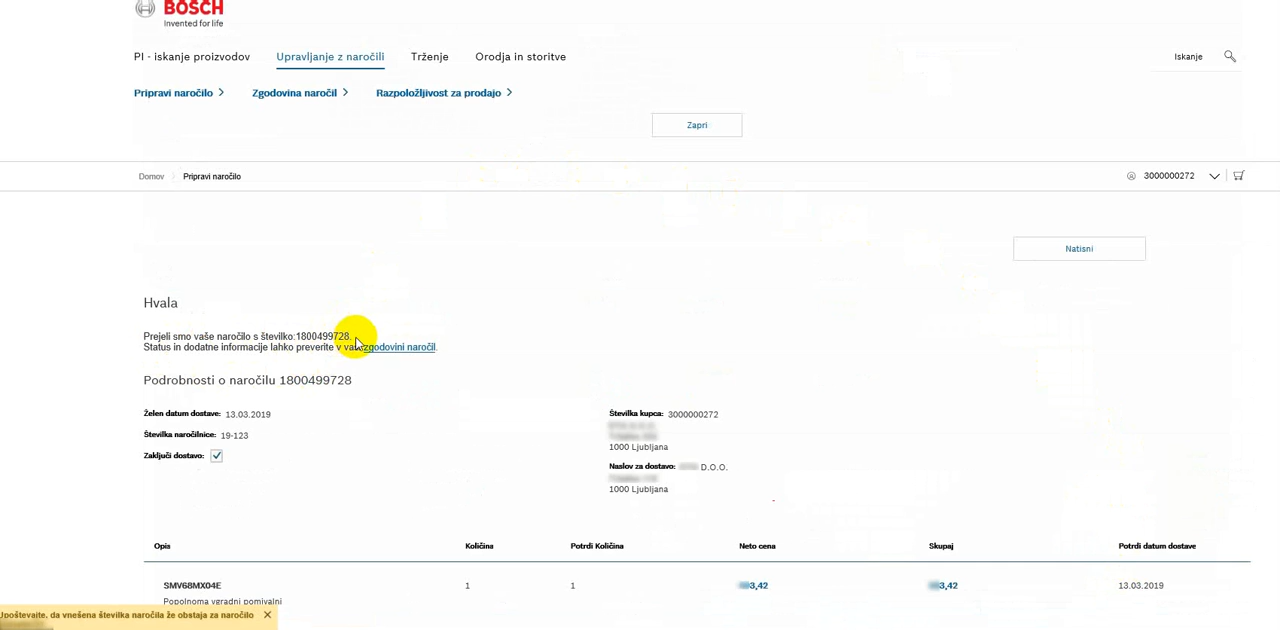 BOSCH
Invented for life
PI - iskanje proizvodov Upravljanje z naročili Trženje Orodja in storitve Iskanje
Pripravi naročilo Zgodovina naročil Razpoložljivost za prodajo
Zapri
Domov Pripravi naročilo 3000000272
Natisni
Hvala
Prejeli smo vaše naročilo s številko:1800499728.
Status in dodatne informacije lahko preverite v vaši zgodovini naročil.
Podrobnosti o naročilu 1800499728
Želen datum dostave: 13.03.2019 Številka kupca: 3000000272
Številka naročilnice: 19-123
1000 Ljubljana
Zaključi dostavo:
Naslov za dostavo: D.O.O.
1000 Ljubljana
Opis Količina Potrdi Količina Neto cena Skupaj Potrdi datum dostave
SMV68MX04E 1 1 3,42 3,42 13.03.2019
Popolnoma vgradni pomivalni
Upoštevajte, da vnešena številka naročila že obstaja za naročilo